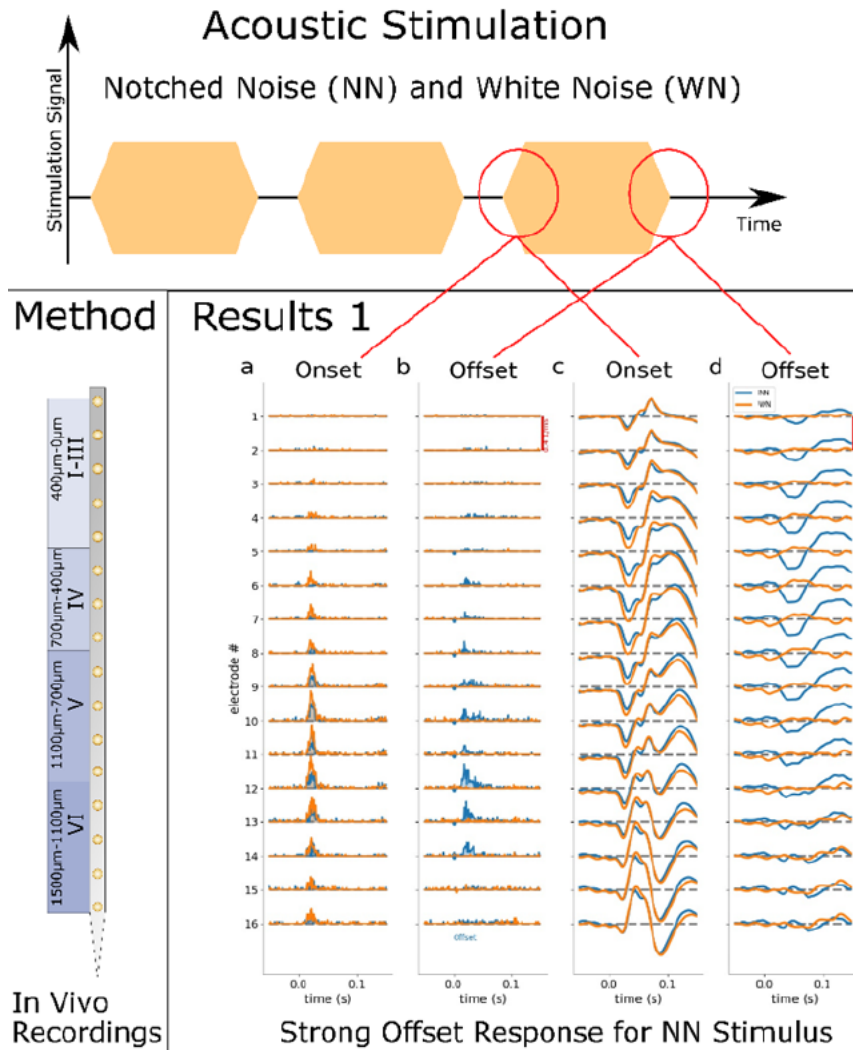 Acoustic Stimulation
Notched Noise (NN) and White Noise (WN)
Stimulation Signal
Time
Method
Results 1
a
Onset
b
Offset
c
Onset
d
Offset
400µm-0µm
I-III
700µm-400µm
IV
1100µm-700µm
V
1500µm-1100µm
VI
In Vivo
Recordings
electrode #
1
2
3
4
5
6
7
8
9
10
11
12
13
14
15
16
NN
WN
Offset
0.0
0.1
time (s)
0.0
0.1
time (s)
0.0
0.1
time (s)
0.0
0.1
time (s)
Strong Offset Response for NN Stimulus